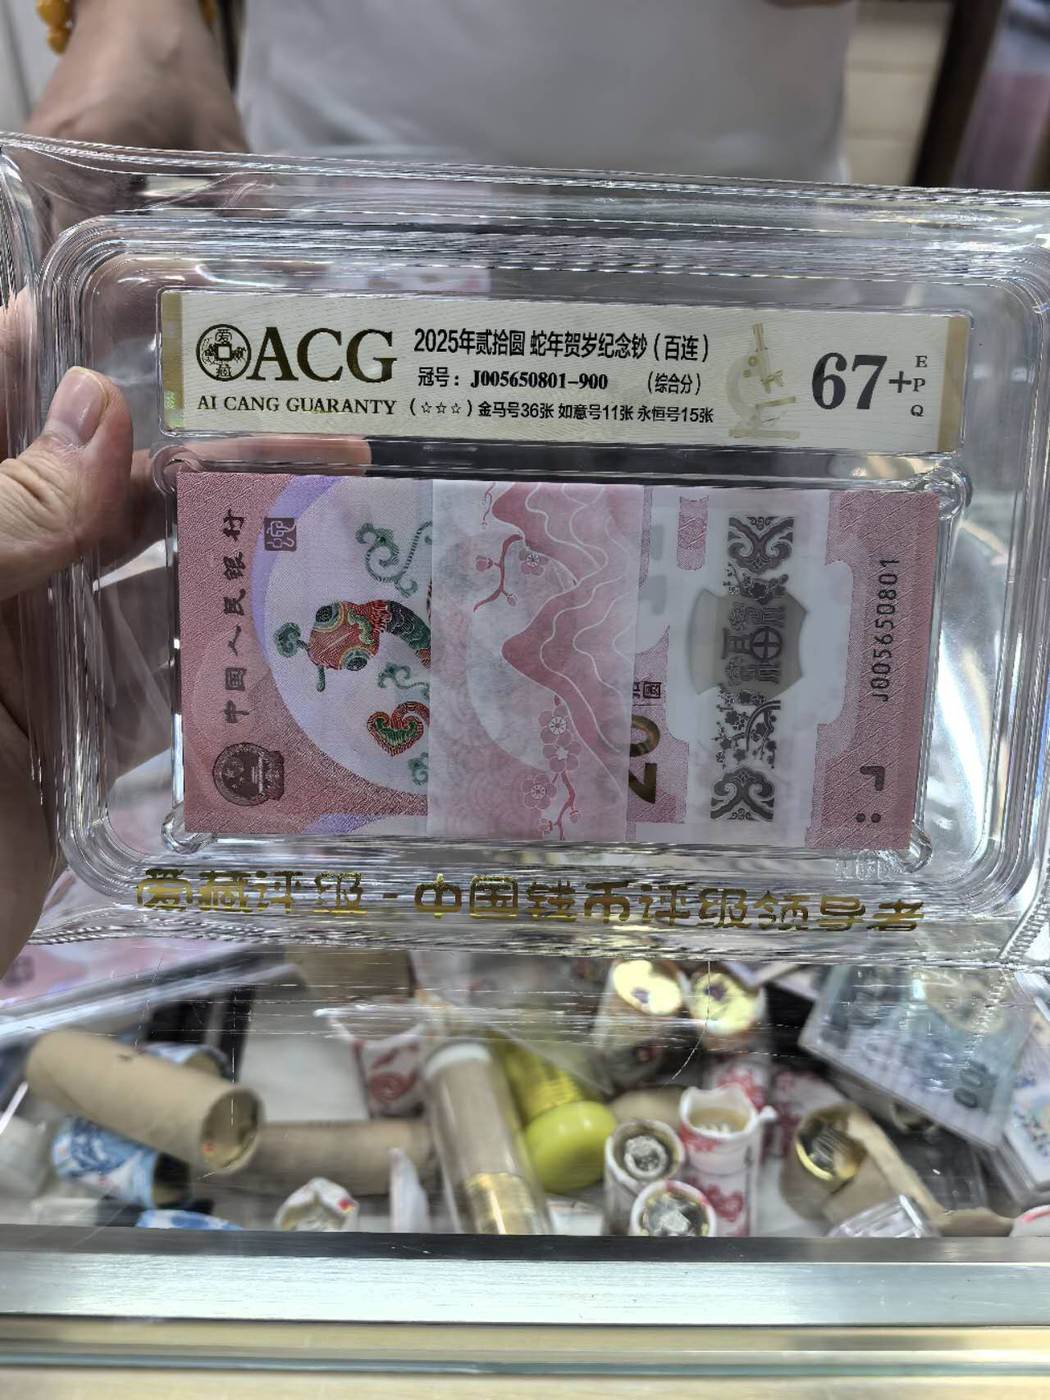 ACG
AI CANG GUARANTY
2025年贰拾圆 蛇年贺岁纪念钞（百连）
冠号：J005650801-900 （综合分）
（☆☆☆）金马号36张 如意号11张 永恒号15张
67+
EPQ
中国人民银行
20
J005650801
爱藏评级-中国钱币评级领导者